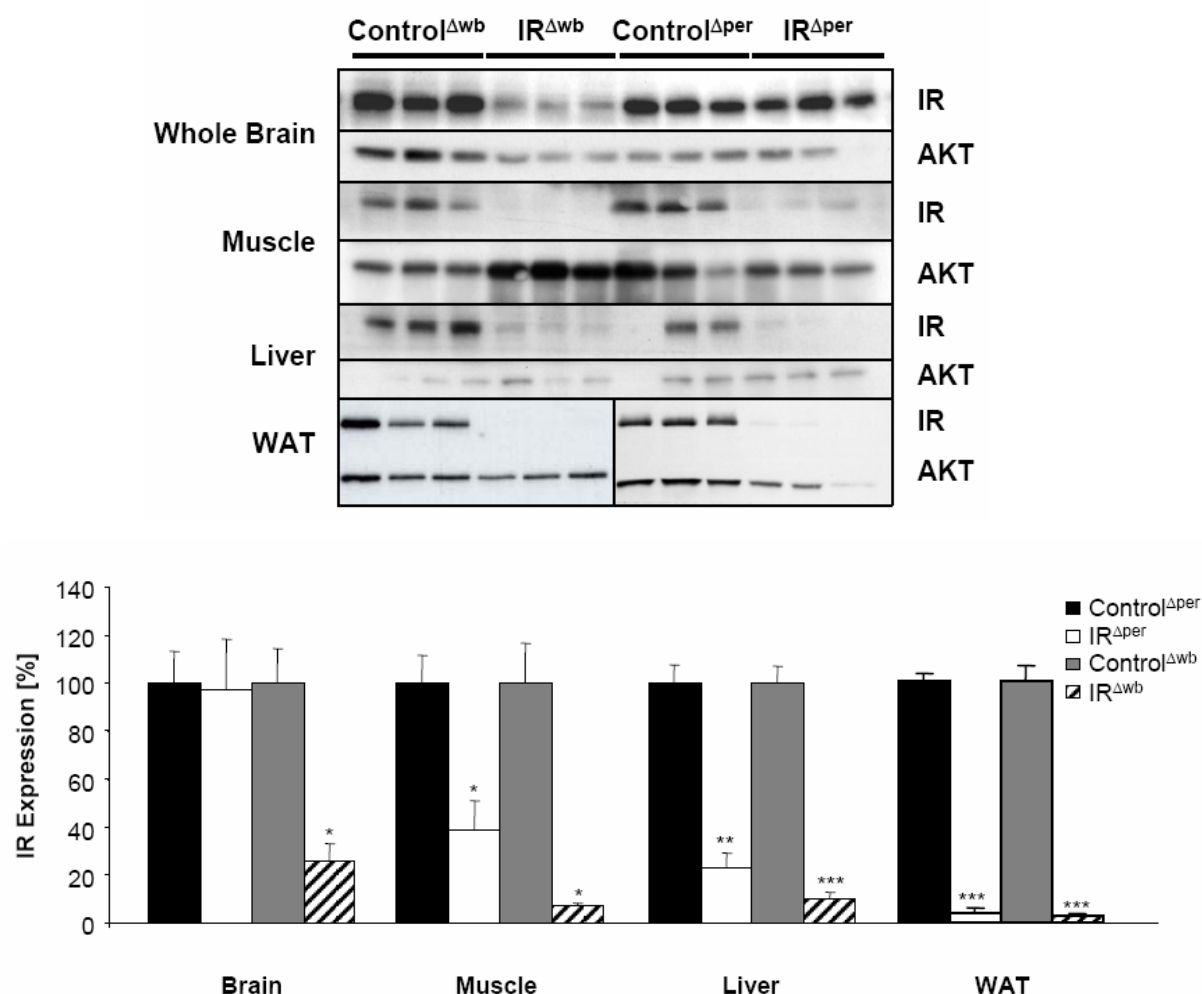 Control^Δwb IR^Δwb Control^Δper IR^Δper
Whole Brain
IR
AKT
Muscle
IR
AKT
Liver
IR
AKT
WAT
IR
AKT
IR Expression [%]
140
120
100
80
60
40
20
0
* * * ** *** *** ***
Control^Δper
IR^Δper
Control^Δwb
IR^Δwb
Brain Muscle Liver WAT